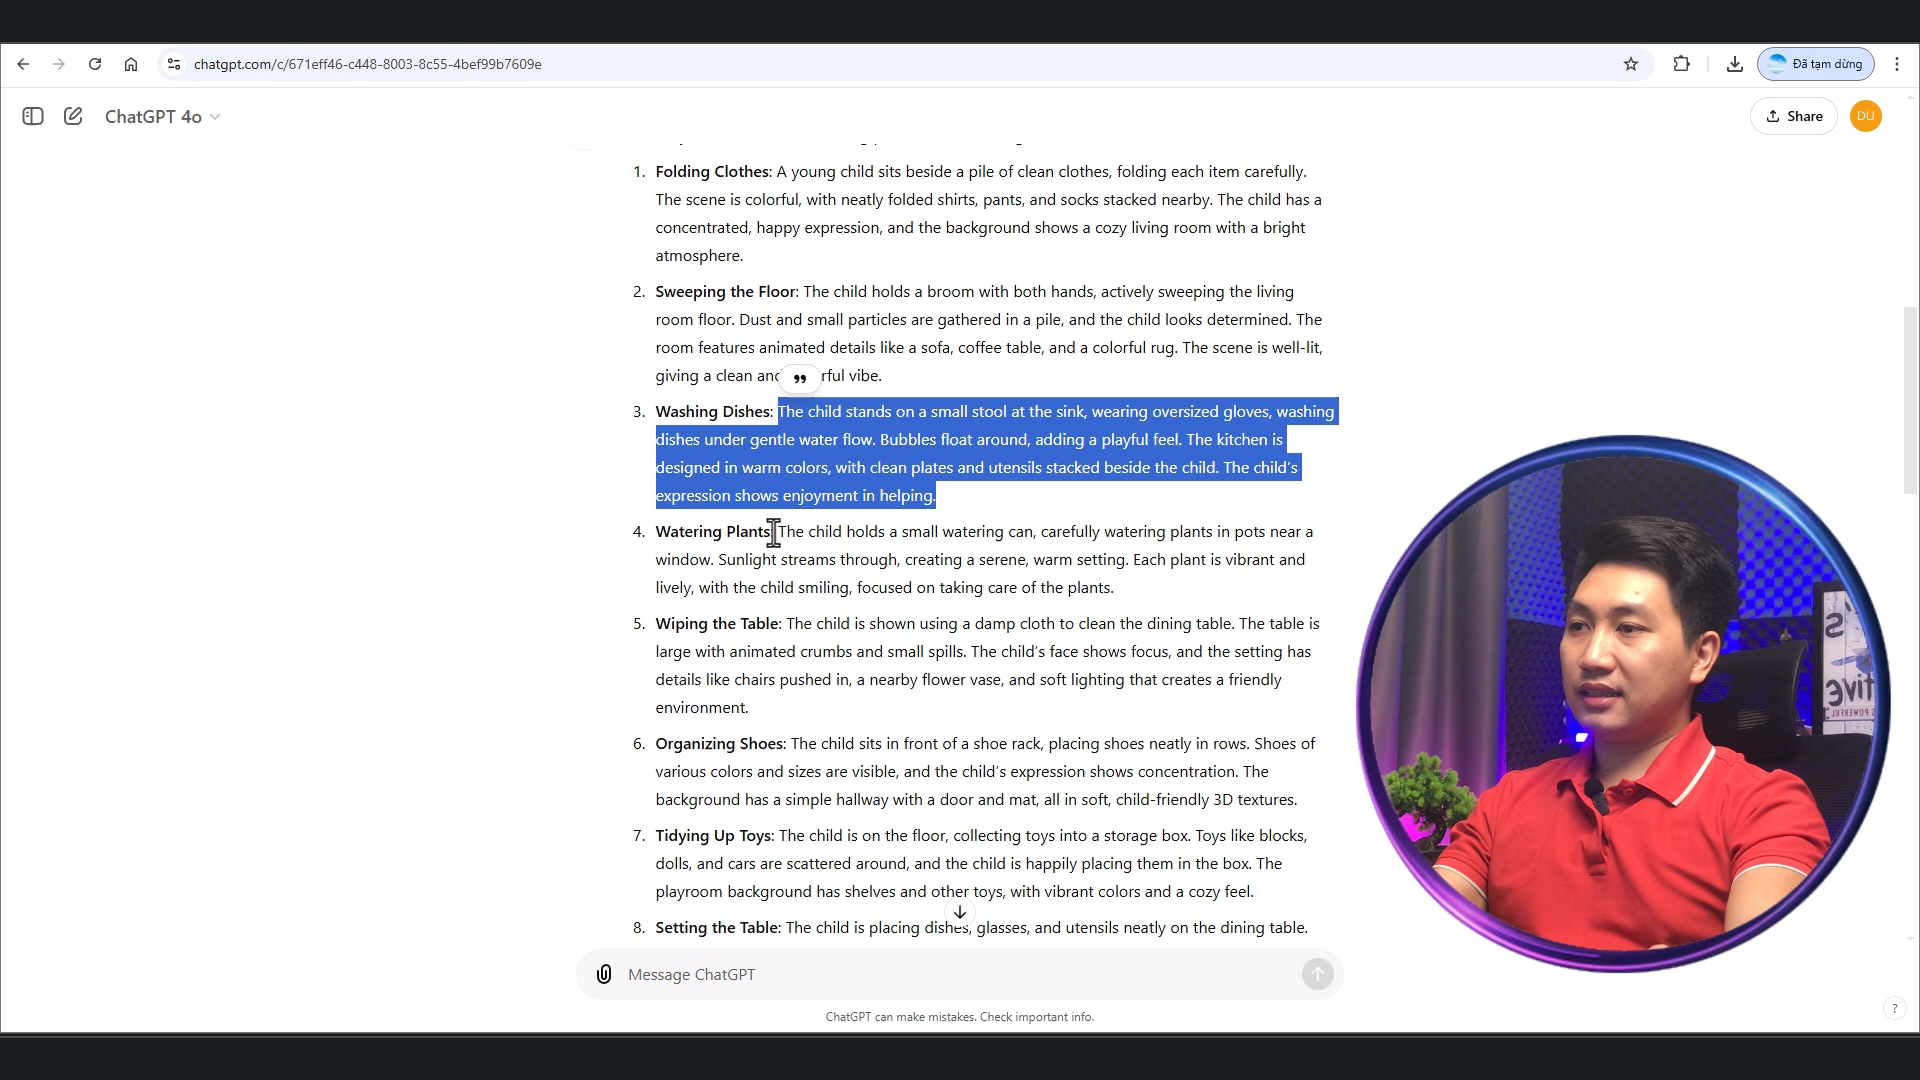 chatgpt.com/c/671eff46-c448-8003-8c55-4bef99b7609e
Đã tạm dừng
ChatGPT 4o
Share
DU
1. Folding Clothes: A young child sits beside a pile of clean clothes, folding each item carefully.
The scene is colorful, with neatly folded shirts, pants, and socks stacked nearby. The child has a
concentrated, happy expression, and the background shows a cozy living room with a bright
atmosphere.
2. Sweeping the Floor: The child holds a broom with both hands, actively sweeping the living
room floor. Dust and small particles are gathered in a pile, and the child looks determined. The
room features animated details like a sofa, coffee table, and a colorful rug. The scene is well-lit,
giving a clean and rful vibe.
3. Washing Dishes: The child stands on a small stool at the sink, wearing oversized gloves, washing
dishes under gentle water flow. Bubbles float around, adding a playful feel. The kitchen is
designed in warm colors, with clean plates and utensils stacked beside the child. The child's
expression shows enjoyment in helping.
4. Watering Plants: The child holds a small watering can, carefully watering plants in pots near a
window. Sunlight streams through, creating a serene, warm setting. Each plant is vibrant and
lively, with the child smiling, focused on taking care of the plants.
5. Wiping the Table: The child is shown using a damp cloth to clean the dining table. The table is
large with animated crumbs and small spills. The child's face shows focus, and the setting has
details like chairs pushed in, a nearby flower vase, and soft lighting that creates a friendly
environment.
6. Organizing Shoes: The child sits in front of a shoe rack, placing shoes neatly in rows. Shoes of
various colors and sizes are visible, and the child's expression shows concentration. The
background has a simple hallway with a door and mat, all in soft, child-friendly 3D textures.
7. Tidying Up Toys: The child is on the floor, collecting toys into a storage box. Toys like blocks,
dolls, and cars are scattered around, and the child is happily placing them in the box. The
playroom background has shelves and other toys, with vibrant colors and a cozy feel.
8. Setting the Table: The child is placing dishes, glasses, and utensils neatly on the dining table.
Message ChatGPT
ChatGPT can make mistakes. Check important info.
?